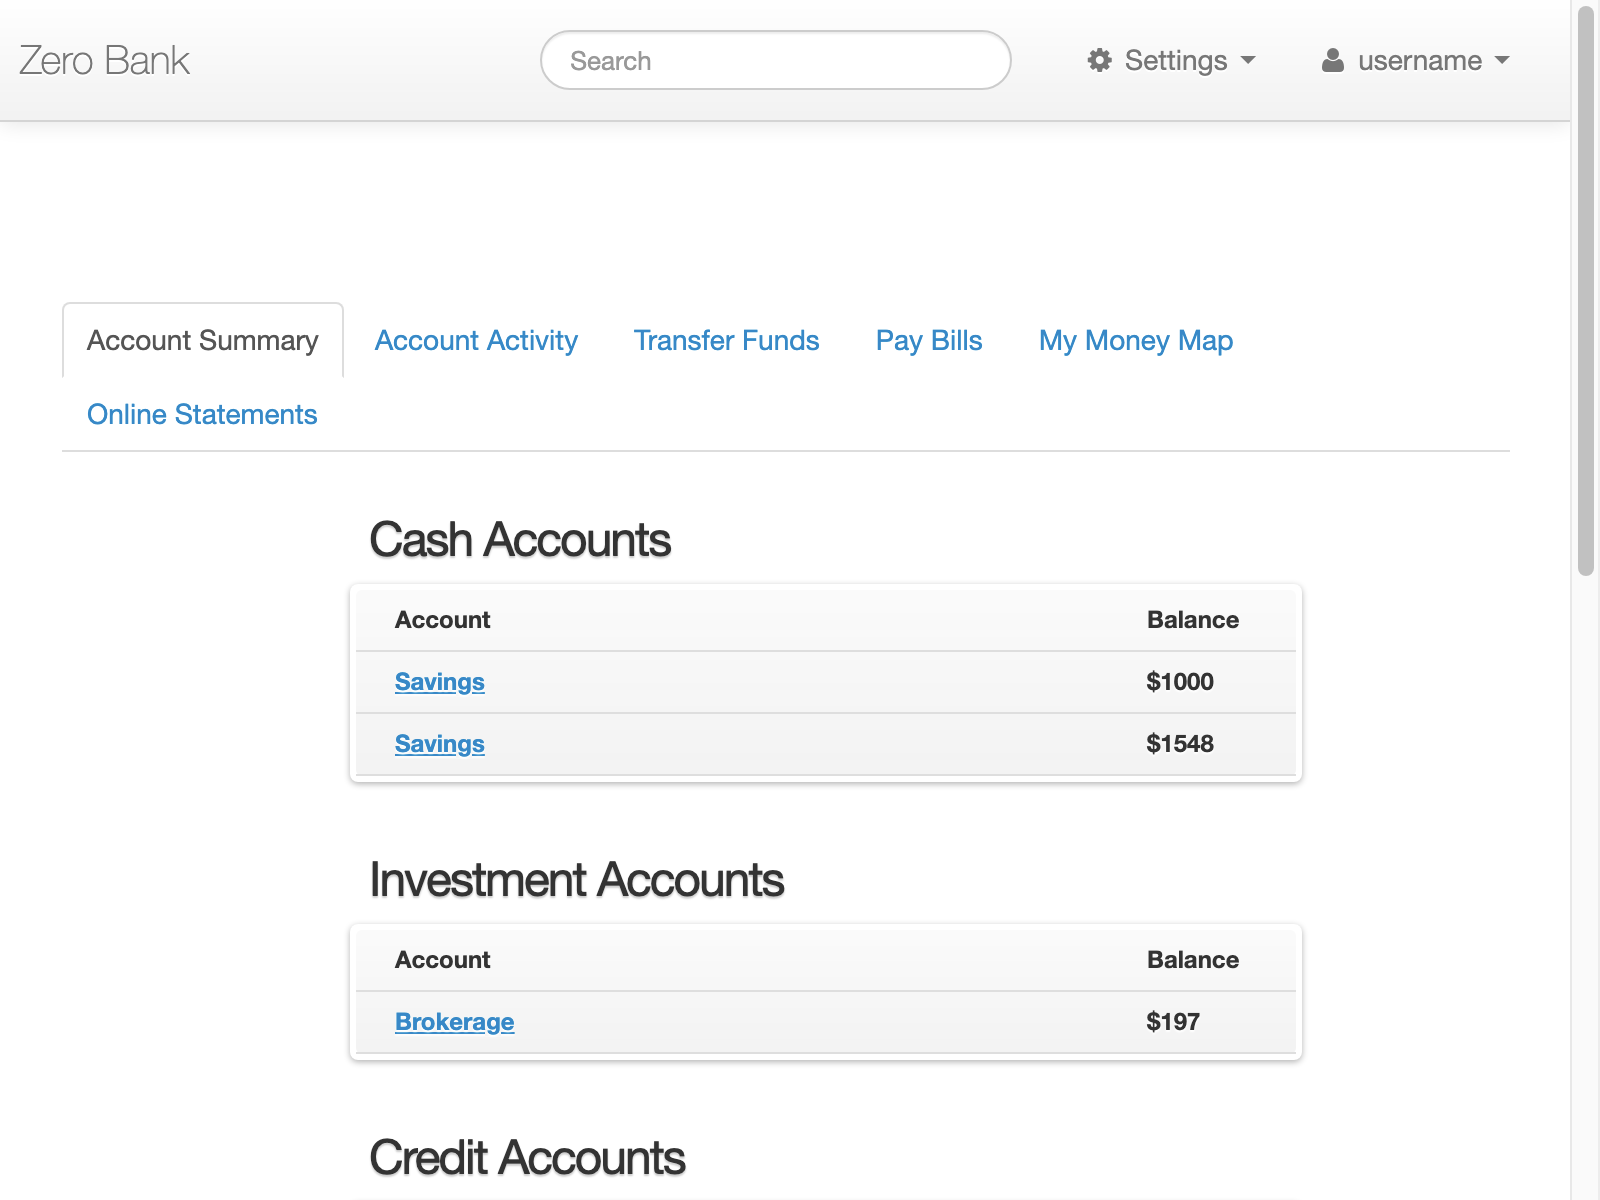 Zero Bank
Search
Settings
username
Account Summary
Account Activity
Transfer Funds
Pay Bills
My Money Map
Online Statements
Cash Accounts
Account Balance
Savings $1000
Savings $1548
Investment Accounts
Account Balance
Brokerage $197
Credit Accounts